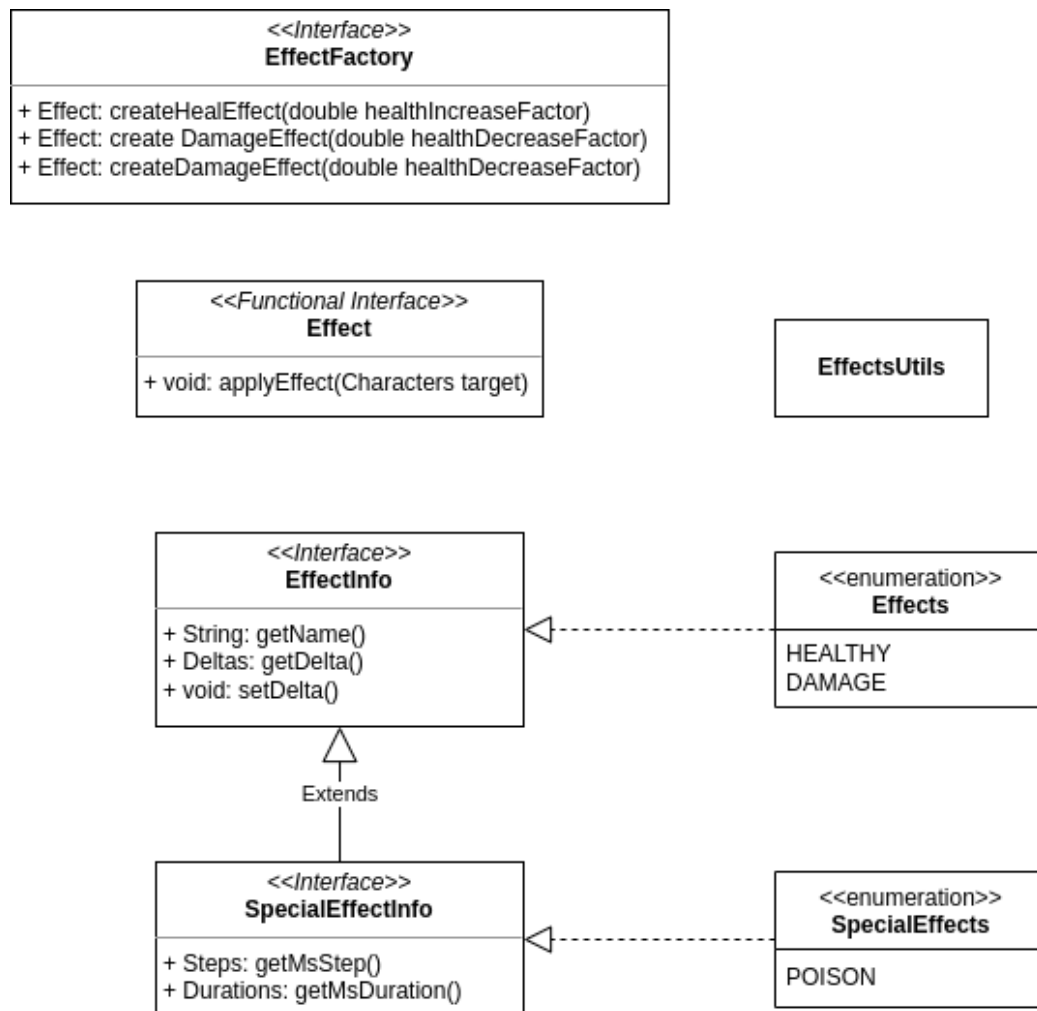 <<Interface>>
EffectFactory
+ Effect: createHealEffect(double healthIncreaseFactor)
+ Effect: create DamageEffect(double healthDecreaseFactor)
+ Effect: createDamageEffect(double healthDecreaseFactor)
<<Functional Interface>>
Effect
+ void: applyEffect(Characters target)
EffectsUtils
<<Interface>>
EffectInfo
+ String: getName()
+ Deltas: getDelta()
+ void: setDelta()
<<enumeration>>
Effects
HEALTHY
DAMAGE
Extends
<<Interface>>
SpecialEffectInfo
+ Steps: getMsStep()
+ Durations: getMsDuration()
<<enumeration>>
SpecialEffects
POISON